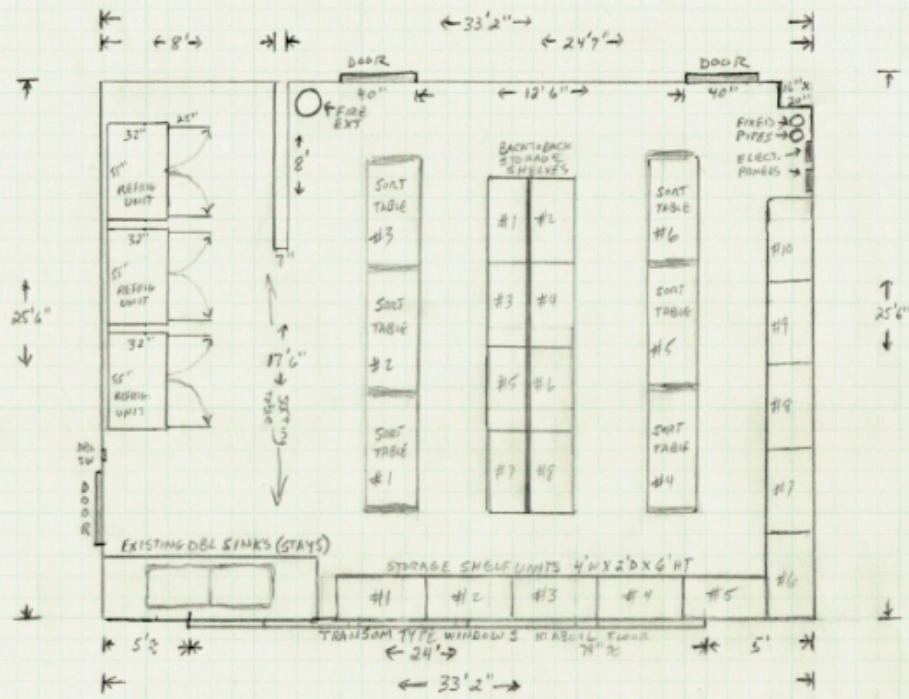 33'2"
8'
24'7"
DOOR
DOOR
40"
12'6"
40"
16" X
20"
FIRE
EXT
FIXED
PIPES
ELECT.
PANELS
32"
25"
55"
REFRIG
UNIT
8'
BACK TO BACK
STORAGE
SHELVES
SORT
TABLE
#3
#1
#2
SORT
TABLE
#6
#10
32"
55"
REFRIG
UNIT
7"
25'6"
25'6"
SORT
TABLE
#2
#3
#4
SORT
TABLE
#5
#9
32"
55"
REFRIG
UNIT
17'6"
#5
#6
#8
DBL
SW
DOOR
SORT
TABLE
#1
#7
#8
SORT
TABLE
#4
#7
EXISTING DBL SINKS (STAYS)
STORAGE SHELF UNITS 4'W X 2'D X 6' HT
#1
#2
#3
#4
#5
#6
TRANSOM TYPE WINDOWS
FLOOR
5'
24'
79"
5'
33'2"